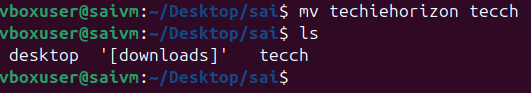 vboxuser@saivm:~/Desktop/sai$ mv techiehorizon tecch
vboxuser@saivm:~/Desktop/sai$ ls
desktop  '[downloads]'   tecch
vboxuser@saivm:~/Desktop/sai$